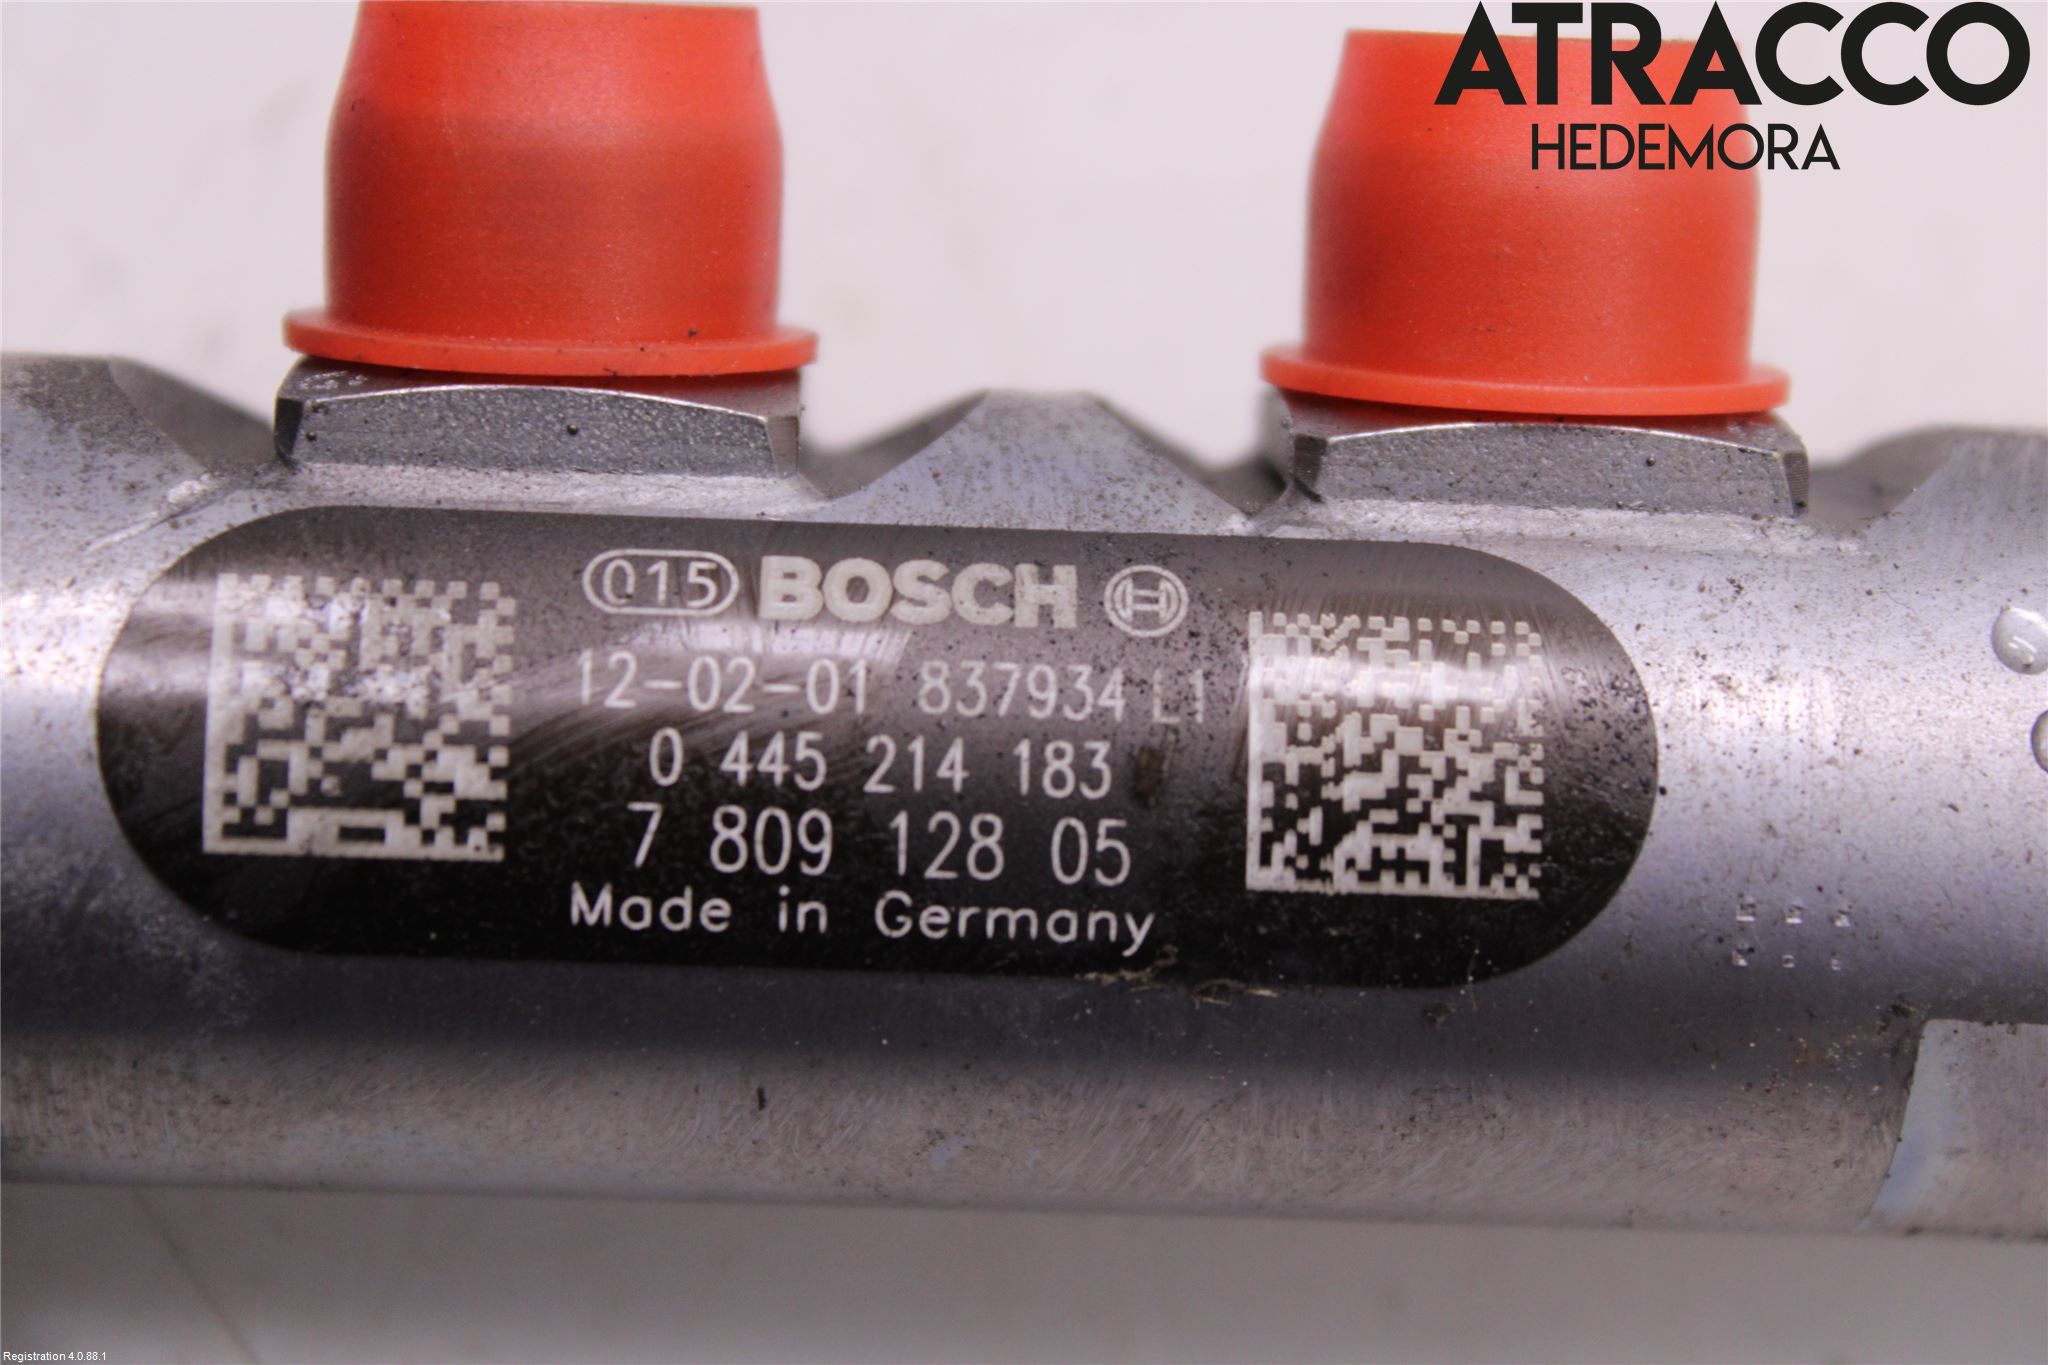 ATRACCO
HEDEMORA
015 BOSCH
12-02-01 837934 L1
0 445 214 183
7 809 128 05
Made in Germany
Registration 4.0.88.1